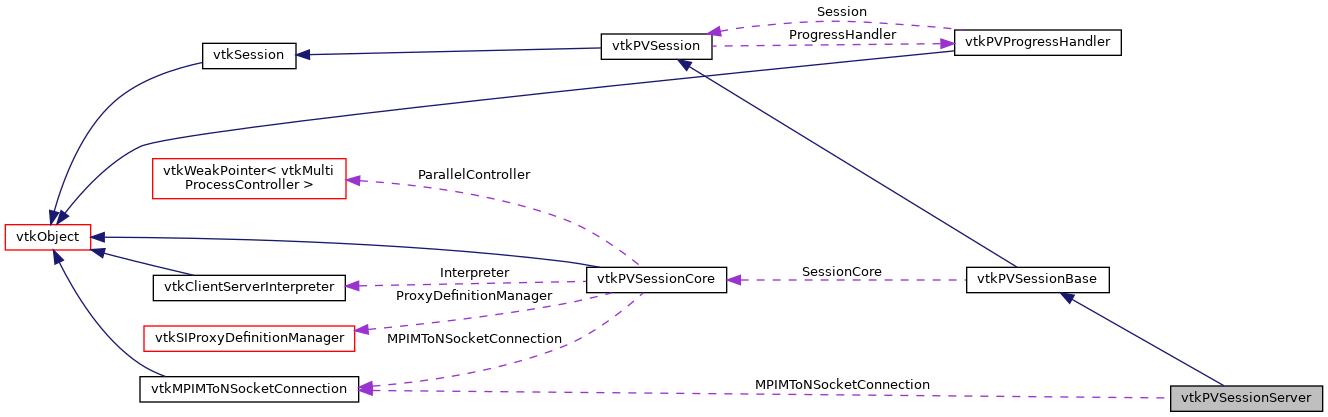 Session
ProgressHandler
vtkPVProgressHandler
vtkPVSession
vtkSession
vtkWeakPointer< vtkMulti
ProcessController >
ParallelController
vtkObject
vtkClientServerInterpreter
Interpreter
vtkPVSessionCore
SessionCore
vtkPVSessionBase
ProxyDefinitionManager
vtkSIProxyDefinitionManager
MPIMToNSocketConnection
vtkMPIMToNSocketConnection
MPIMToNSocketConnection
vtkPVSessionServer